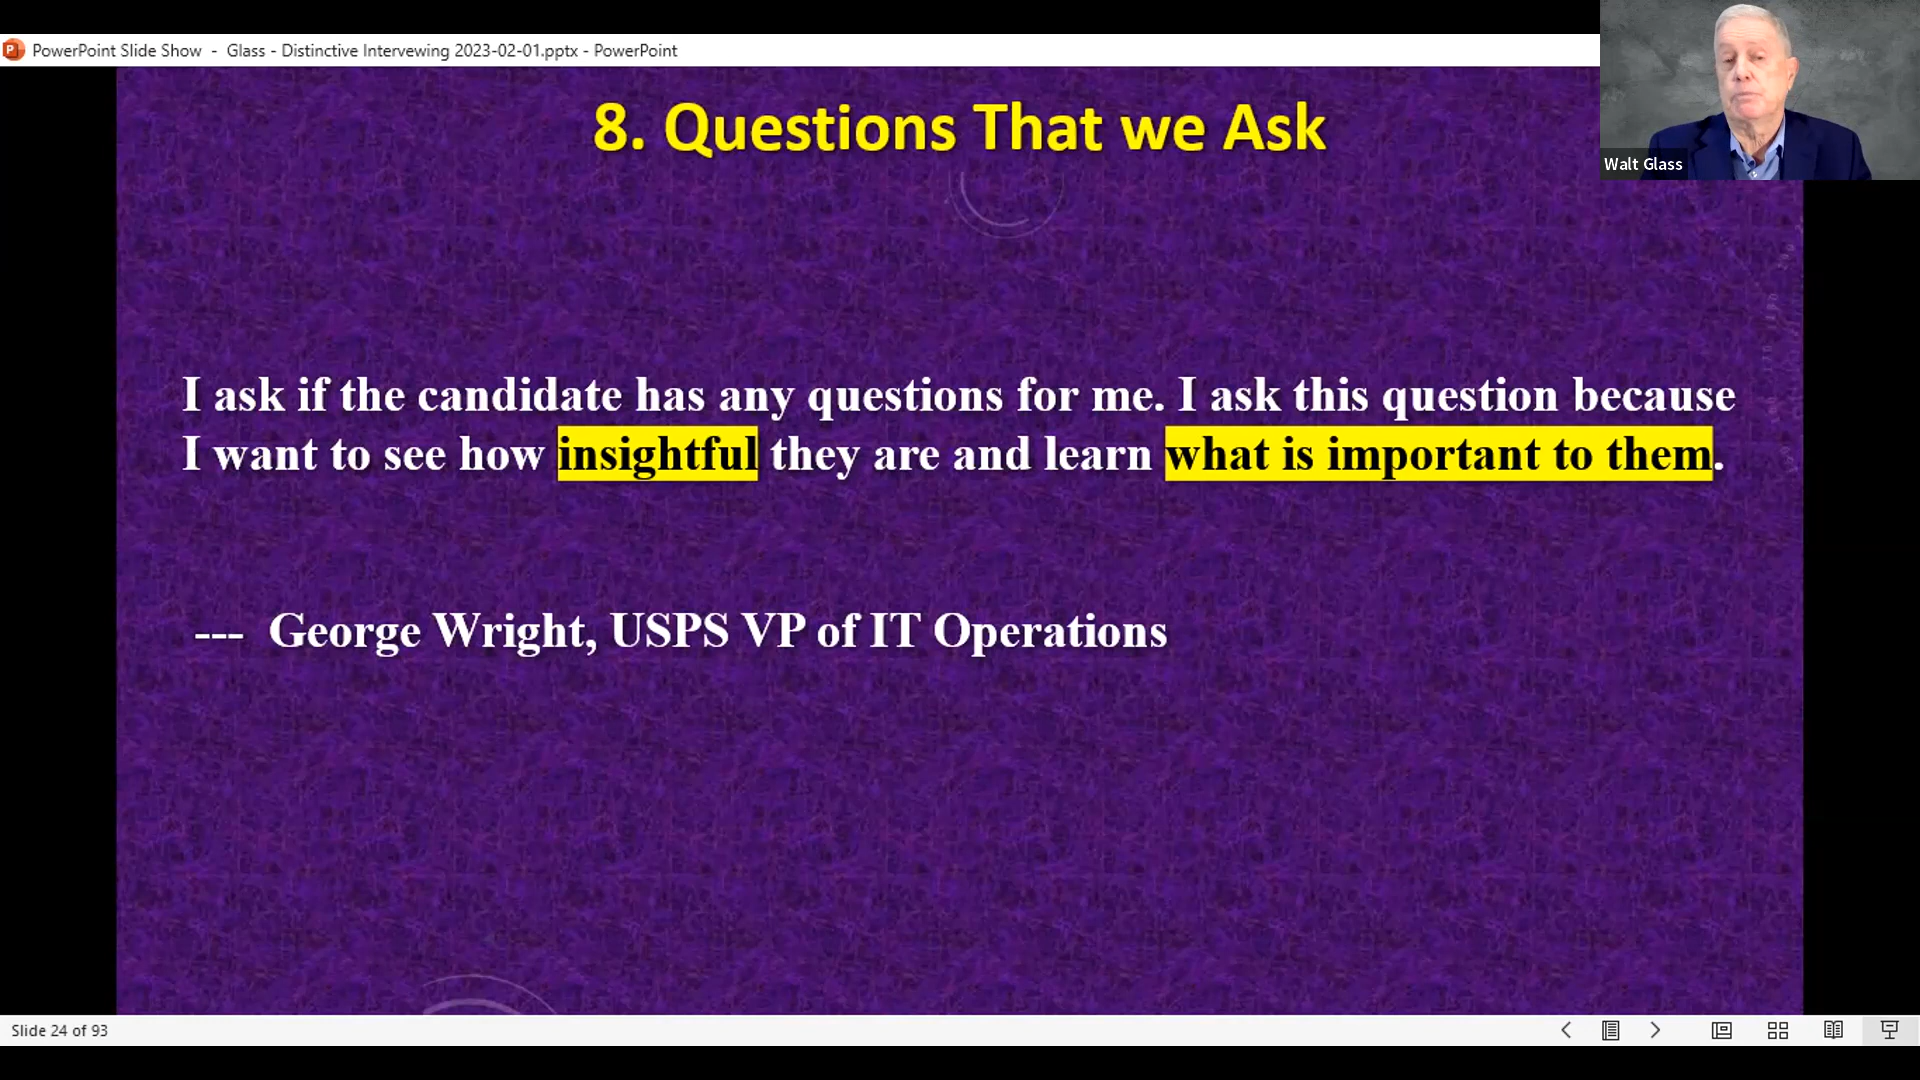 PowerPoint Slide Show - Glass - Distinctive Intervewing 2023-02-01.pptx - PowerPoint
Walt Glass
8. Questions That we Ask
I ask if the candidate has any questions for me. I ask this question because
I want to see how insightful they are and learn what is important to them.
--- George Wright, USPS VP of IT Operations
Slide 24 of 93